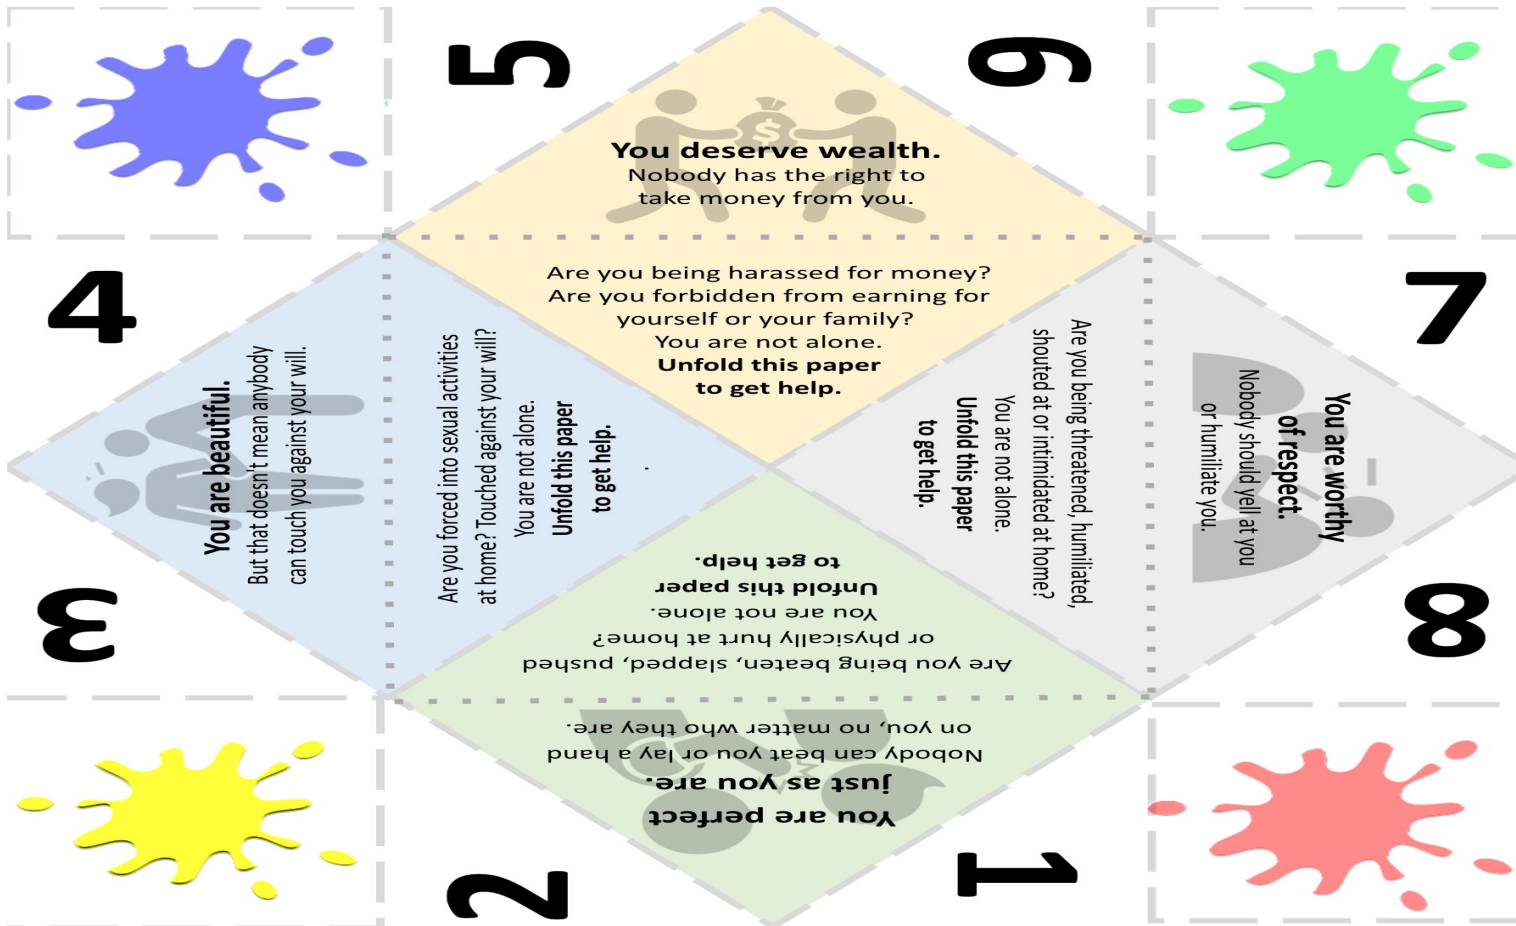 5
6
You deserve wealth.
Nobody has the right to
take money from you.
Are you being harassed for money?
Are you forbidden from earning for
yourself or your family?
You are not alone.
Unfold this paper
to get help.
4
3
You are beautiful.
But that doesn't mean anybody
can touch you against your will.
Are you forced into sexual activities
at home? Touched against your will?
You are not alone.
Unfold this paper
to get help.
.
7
8
You are worthy
of respect.
Nobody should yell at you
or humiliate you.
Are you being threatened, humiliated,
shouted at or intimidated at home?
You are not alone.
Unfold this paper
to get help.
2
1
You are perfect
just as you are.
Nobody can beat you or lay a hand
on you, no matter who they are.
Are you being beaten, slapped, pushed
or physically hurt at home?
You are not alone.
Unfold this paper
to get help.
$